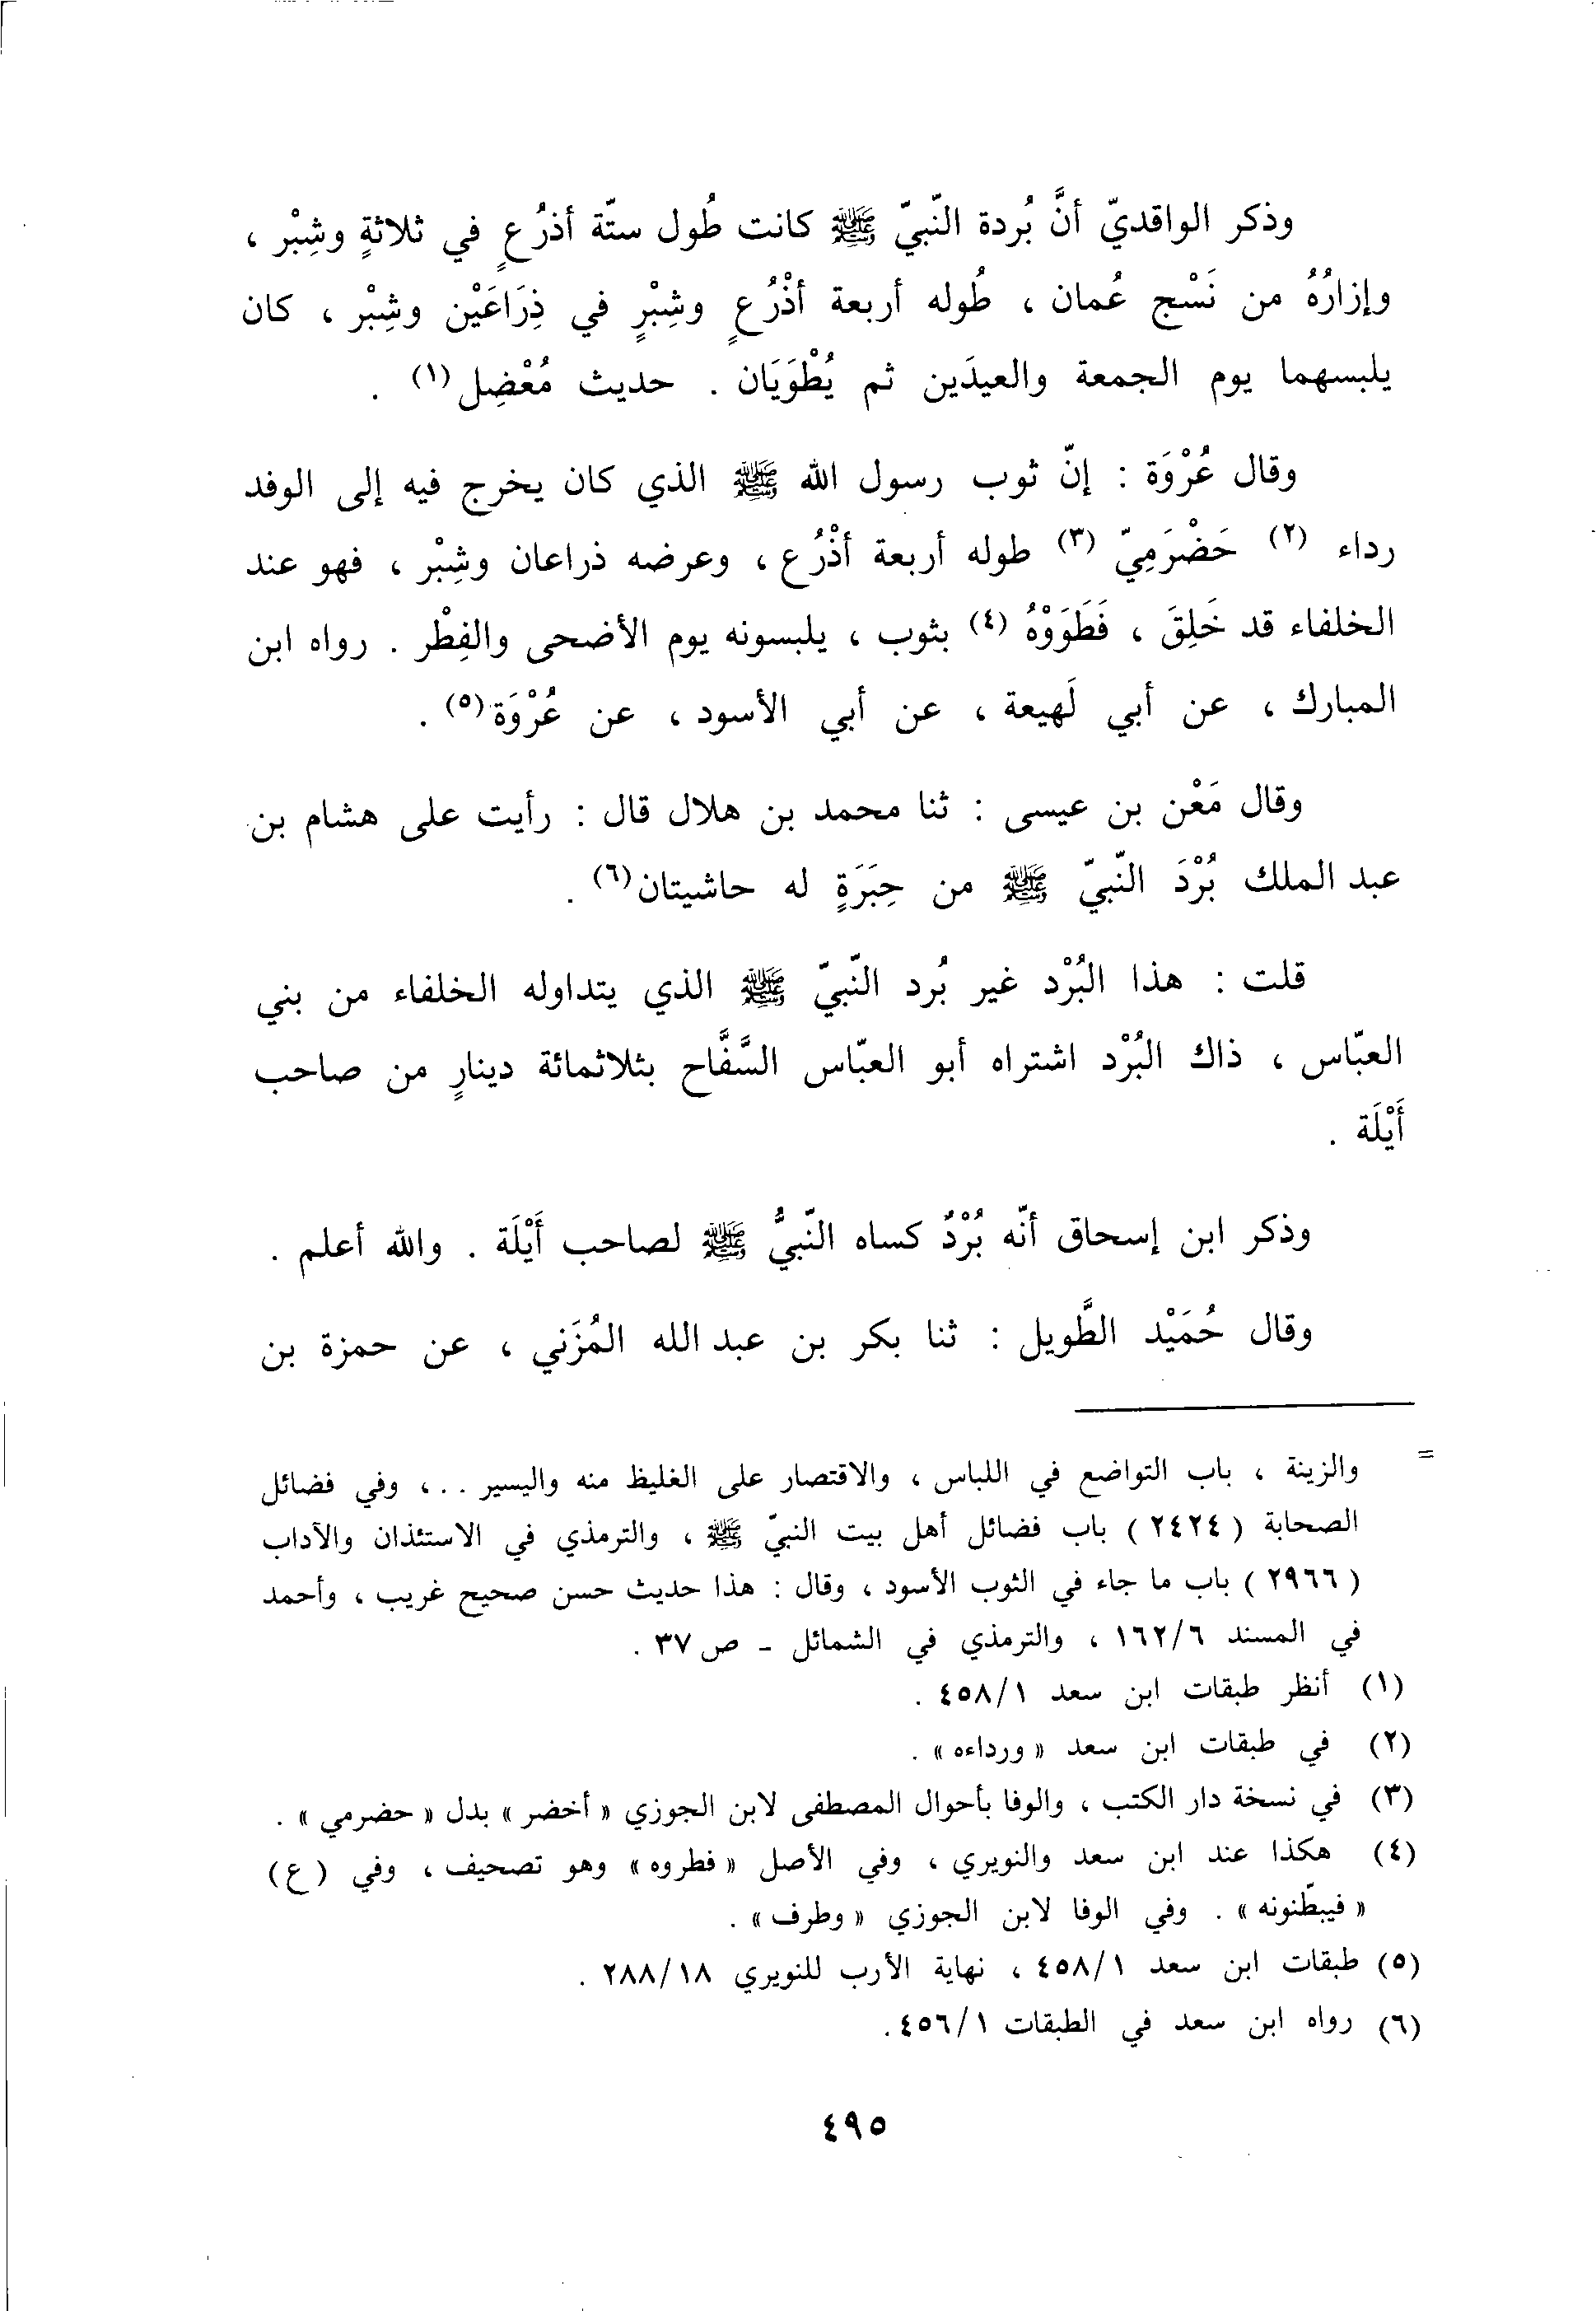 وذكر الواقديّ أنَّ بُردة النّبيّ ﷺ كانت طُول ستّة أذرُعٍ في ثلاثةٍ وشِبْر ،
وإزارُهُ من نَسْج عُمان ، طُوله أربعة أذْرُعٍ وشِبْرٍ في ذِرَاعَيْن وشِبْر ، كان
يلبسهما يوم الجمعة والعيدَين ثم يُطْوَيَان . حديث مُعْضِل (١) .
وقال عُرْوَة : إنّ ثوب رسول الله ﷺ الذي كان يخرج فيه إلى الوفد
رداء (٢) حَضْرَمِيّ (٣) طوله أربعة أذْرُع ، وعرضه ذراعان وشِبْر ، فهو عند
الخلفاء قد خَلِقَ ، فَطَوَوْهُ (٤) بثوب ، يلبسونه يوم الأضحى والفِطْر . رواه ابن
المبارك ، عن أبي لَهيعة ، عن أبي الأسود ، عن عُرْوَة (٥) .
وقال مَعْن بن عيسى : ثنا محمد بن هلال قال : رأيت على هشام بن
عبد الملك بُرْدَ النّبيّ ﷺ من حِبَرَةٍ له حاشيتان (٦) .
قلت : هذا البُرْد غير بُرد النّبيّ ﷺ الذي يتداوله الخلفاء من بني
العبّاس ، ذاك البُرْد اشتراه أبو العبّاس السَّفَّاح بثلاثمائة دينارٍ من صاحب
أَيْلَة .
وذكر ابن إسحاق أنّه بُرْدٌ كساه النّبيُّ ﷺ لصاحب أَيْلَة . والله أعلم .
وقال حُمَيْد الطَّويل : ثنا بكر بن عبد الله المُزَني ، عن حمزة بن
= والزينة ، باب التواضع في اللباس ، والاقتصار على الغليظ منه واليسير . . ، وفي فضائل
الصحابة ( ٢٤٢٤ ) باب فضائل أهل بيت النبيّ ﷺ ، والترمذي في الاستئذان والآداب
( ٢٩٦٦ ) باب ما جاء في الثوب الأسود ، وقال : هذا حديث حسن صحيح غريب ، وأحمد
في المسند ٦/ ١٦٢ ، والترمذي في الشمائل - ص ٣٧ .
(١) أنظر طبقات ابن سعد ١/ ٤٥٨ .
(٢) في طبقات ابن سعد « ورداءه » .
(٣) في نسخة دار الكتب ، والوفا بأحوال المصطفى لابن الجوزي « أخضر » بدل « حضرمي » .
(٤) هكذا عند ابن سعد والنويري ، وفي الأصل « فطروه » وهو تصحيف ، وفي ( ع )
« فيبطّنونه » . وفي الوفا لابن الجوزي « وطرف » .
(٥) طبقات ابن سعد ١/ ٤٥٨ ، نهاية الأرب للنويري ١٨/ ٢٨٨ .
(٦) رواه ابن سعد في الطبقات ١/ ٤٥٦ .
٤٩٥